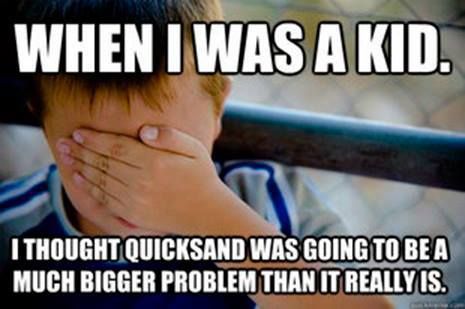 WHEN I WAS A KID.
I THOUGHT QUICKSAND WAS GOING TO BE A
MUCH BIGGER PROBLEM THAN IT REALLY IS.